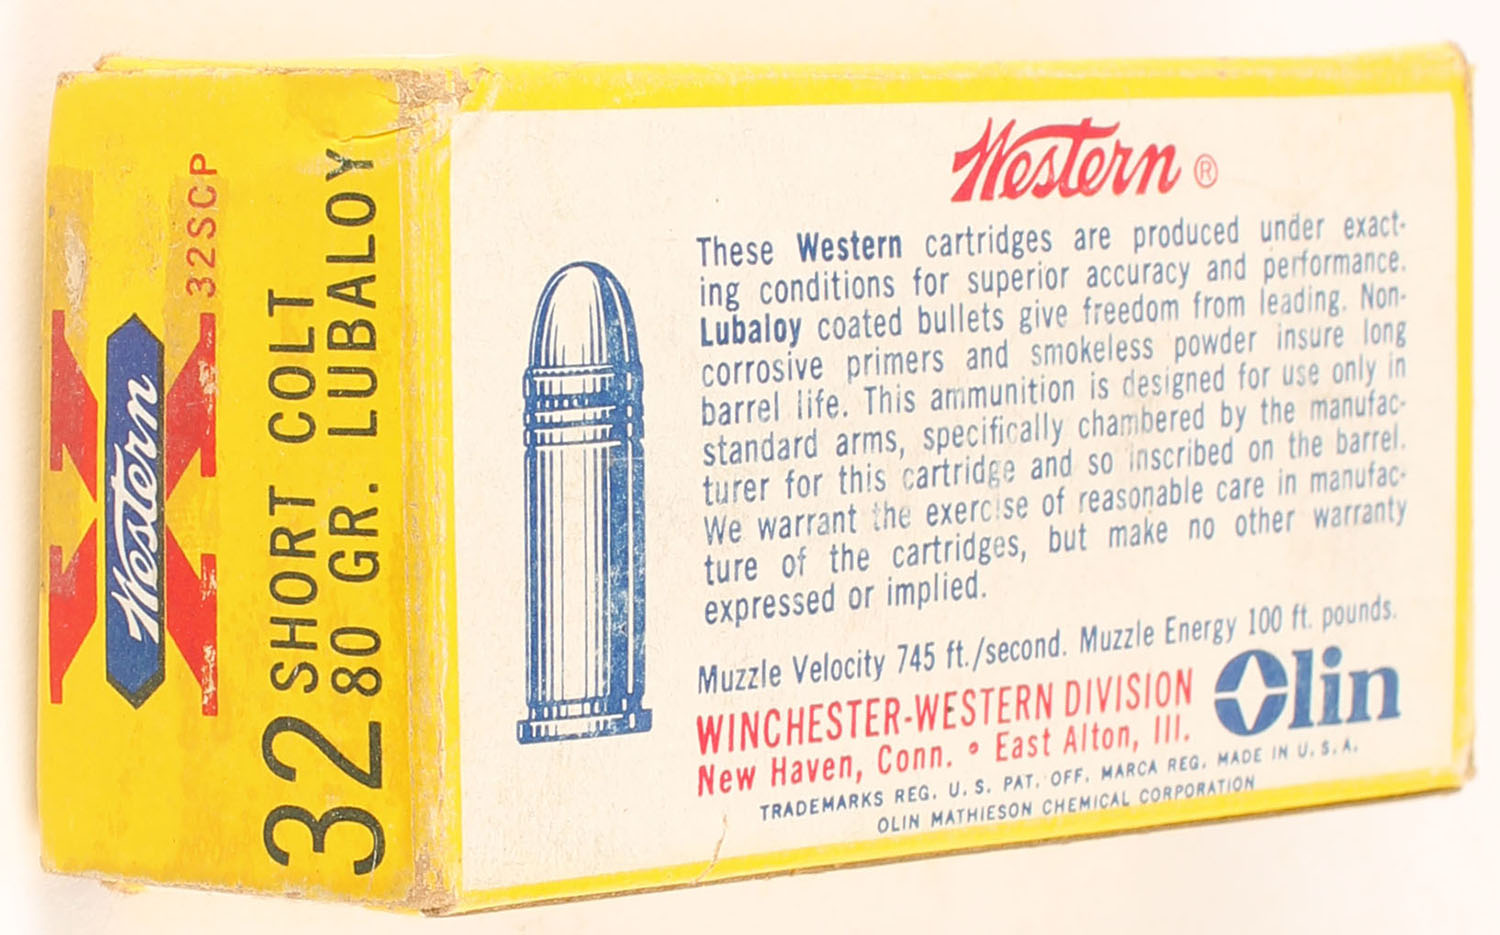 Western
32SCP
32 SHORT COLT
80 GR. LUBALOY
Western ®
These Western cartridges are produced under exact-
ing conditions for superior accuracy and performance.
Lubaloy coated bullets give freedom from leading. Non-
corrosive primers and smokeless powder insure long
barrel life. This ammunition is designed for use only in
standard arms, specifically chambered by the manufac-
turer for this cartridge and so inscribed on the barrel.
We warrant the exercise of reasonable care in manufac-
ture of the cartridges, but make no other warranty
expressed or implied.
Muzzle Velocity 745 ft./second. Muzzle Energy 100 ft. pounds.
WINCHESTER-WESTERN DIVISION
New Haven, Conn. • East Alton, Ill.
Olin
TRADEMARKS REG. U. S. PAT. OFF. MARCA REG. MADE IN U. S. A.
OLIN MATHIESON CHEMICAL CORPORATION